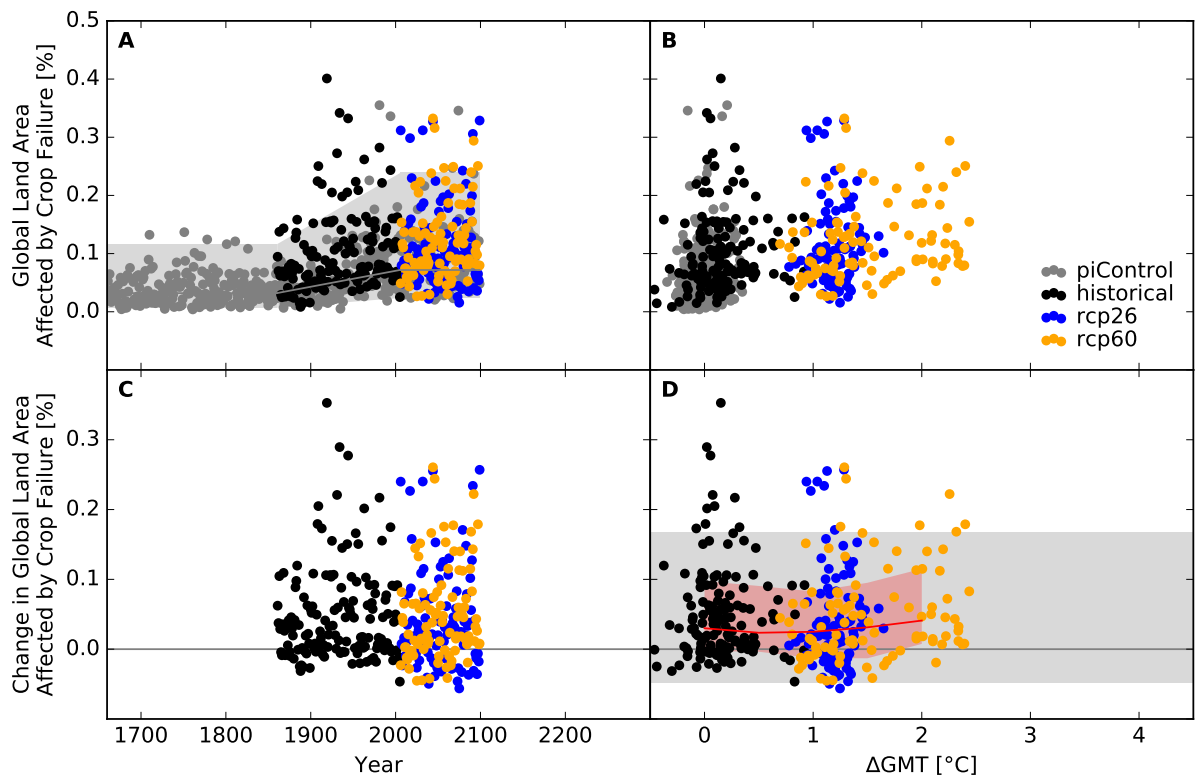 A
B
0.5
0.4
0.3
0.2
0.1
0.0
Global Land Area
Affected by Crop Failure [%]
piControl
historical
rcp26
rcp60
C
D
0.3
0.2
0.1
0.0
Change in Global Land Area
Affected by Crop Failure [%]
1700 1800 1900 2000 2100 2200
0 1 2 3 4
Year
ΔGMT [°C]